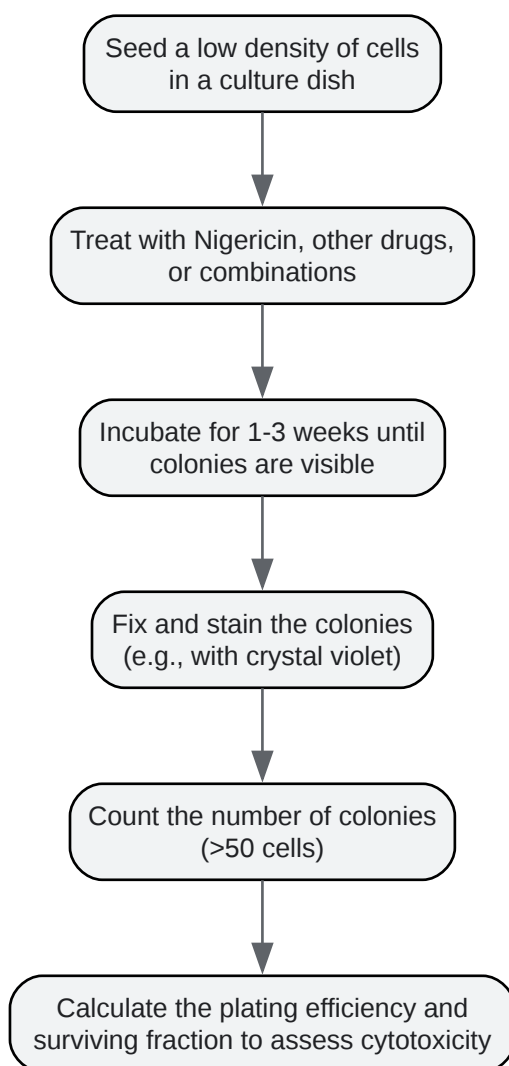 Seed a low density of cells
in a culture dish
Treat with Nigericin, other drugs,
or combinations
Incubate for 1-3 weeks until
colonies are visible
Fix and stain the colonies
(e.g., with crystal violet)
Count the number of colonies
(>50 cells)
Calculate the plating efficiency and
surviving fraction to assess cytotoxicity